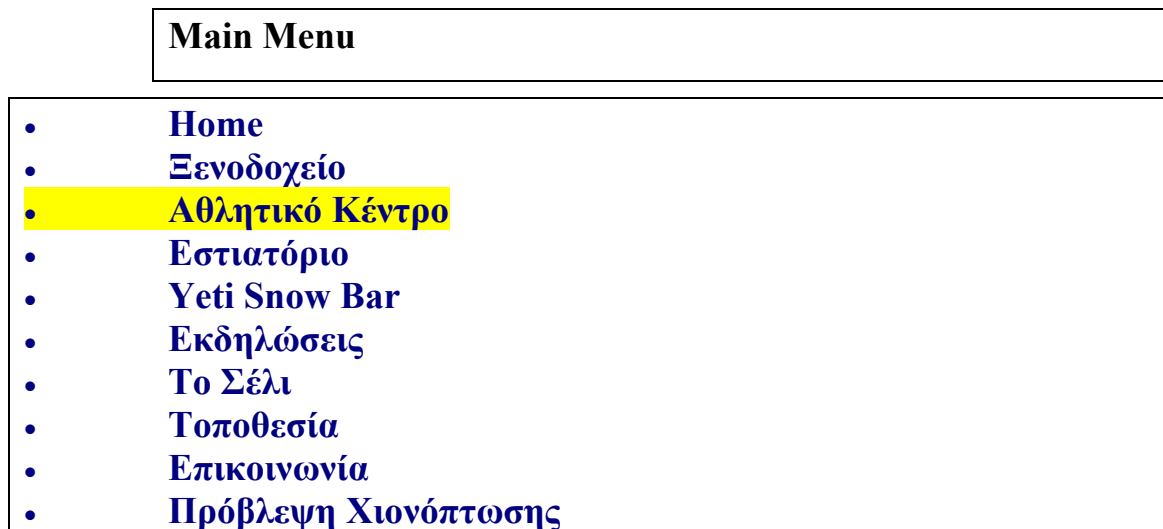 Main Menu
• Home
• Ξενοδοχείο
• Αθλητικό Κέντρο
• Εστιατόριο
• Yeti Snow Bar
• Εκδηλώσεις
• Το Σέλι
• Τοποθεσία
• Επικοινωνία
• Πρόβλεψη Χιονόπτωσης